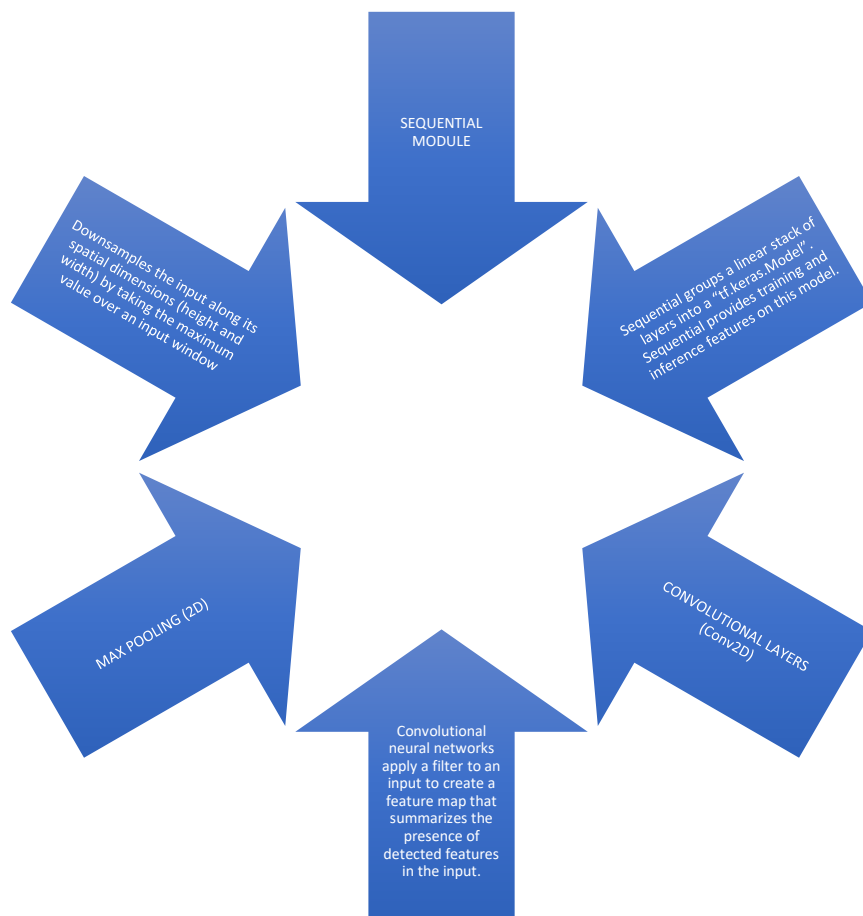 SEQUENTIAL
MODULE
Sequential groups a linear stack of
layers into a “tf.keras.Model” .
Sequential provides training and
inference features on this model.
CONVOLUTIONAL LAYERS
(Conv2D)
Convolutional
neural networks
apply a filter to an
input to create a
feature map that
summarizes the
presence of
detected features
in the input.
MAX POOLING (2D)
Downsamples the input along its
spatial dimensions (height and
width) by taking the maximum
value over an input window